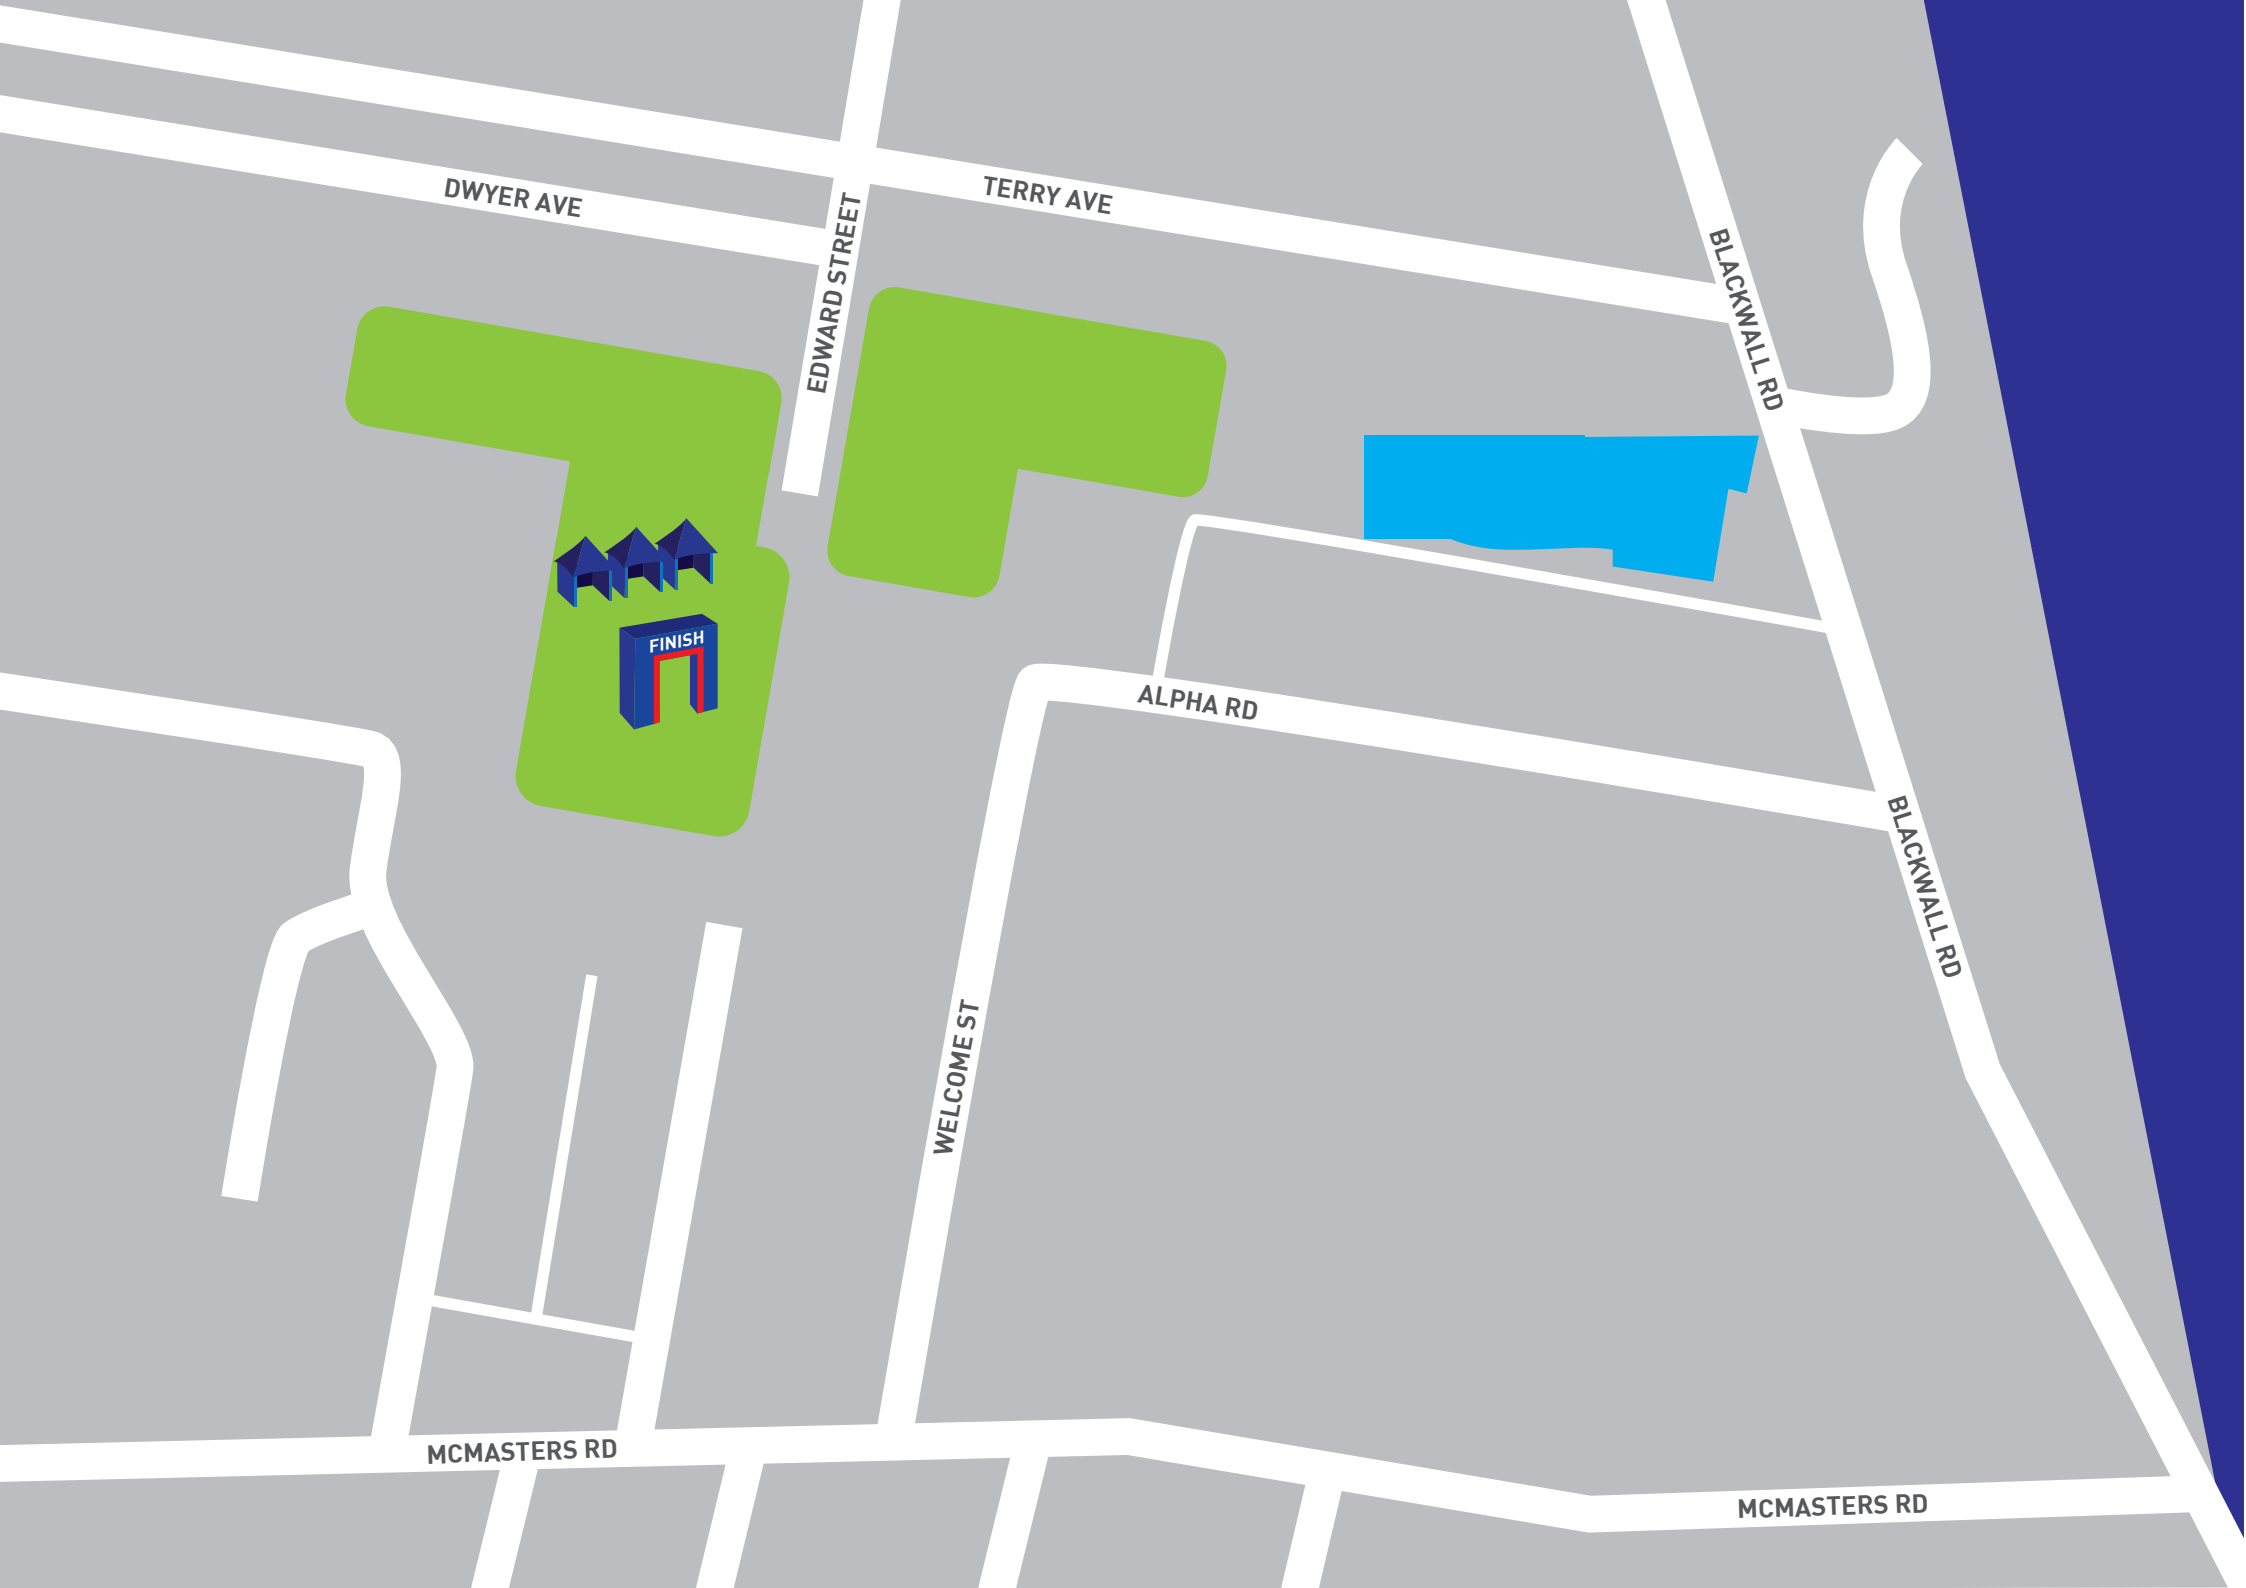 DWYER AVE
TERRY AVE
EDWARD STREET
BLACKWALL RD
FINISH
ALPHA RD
BLACKWALL RD
WELCOME ST
MCMASTERS RD
MCMASTERS RD